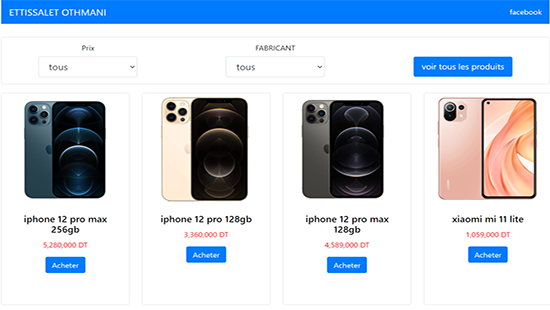 ETTISSALET OTHMANI
facebook
Prix
FABRICANT
tous
tous
voir tous les produits
iphone 12 pro max
256gb
5,280,000 DT
Acheter
iphone 12 pro 128gb
3,360,000 DT
Acheter
iphone 12 pro max
128gb
4,589,000 DT
Acheter
xiaomi mi 11 lite
1,059,000 DT
Acheter